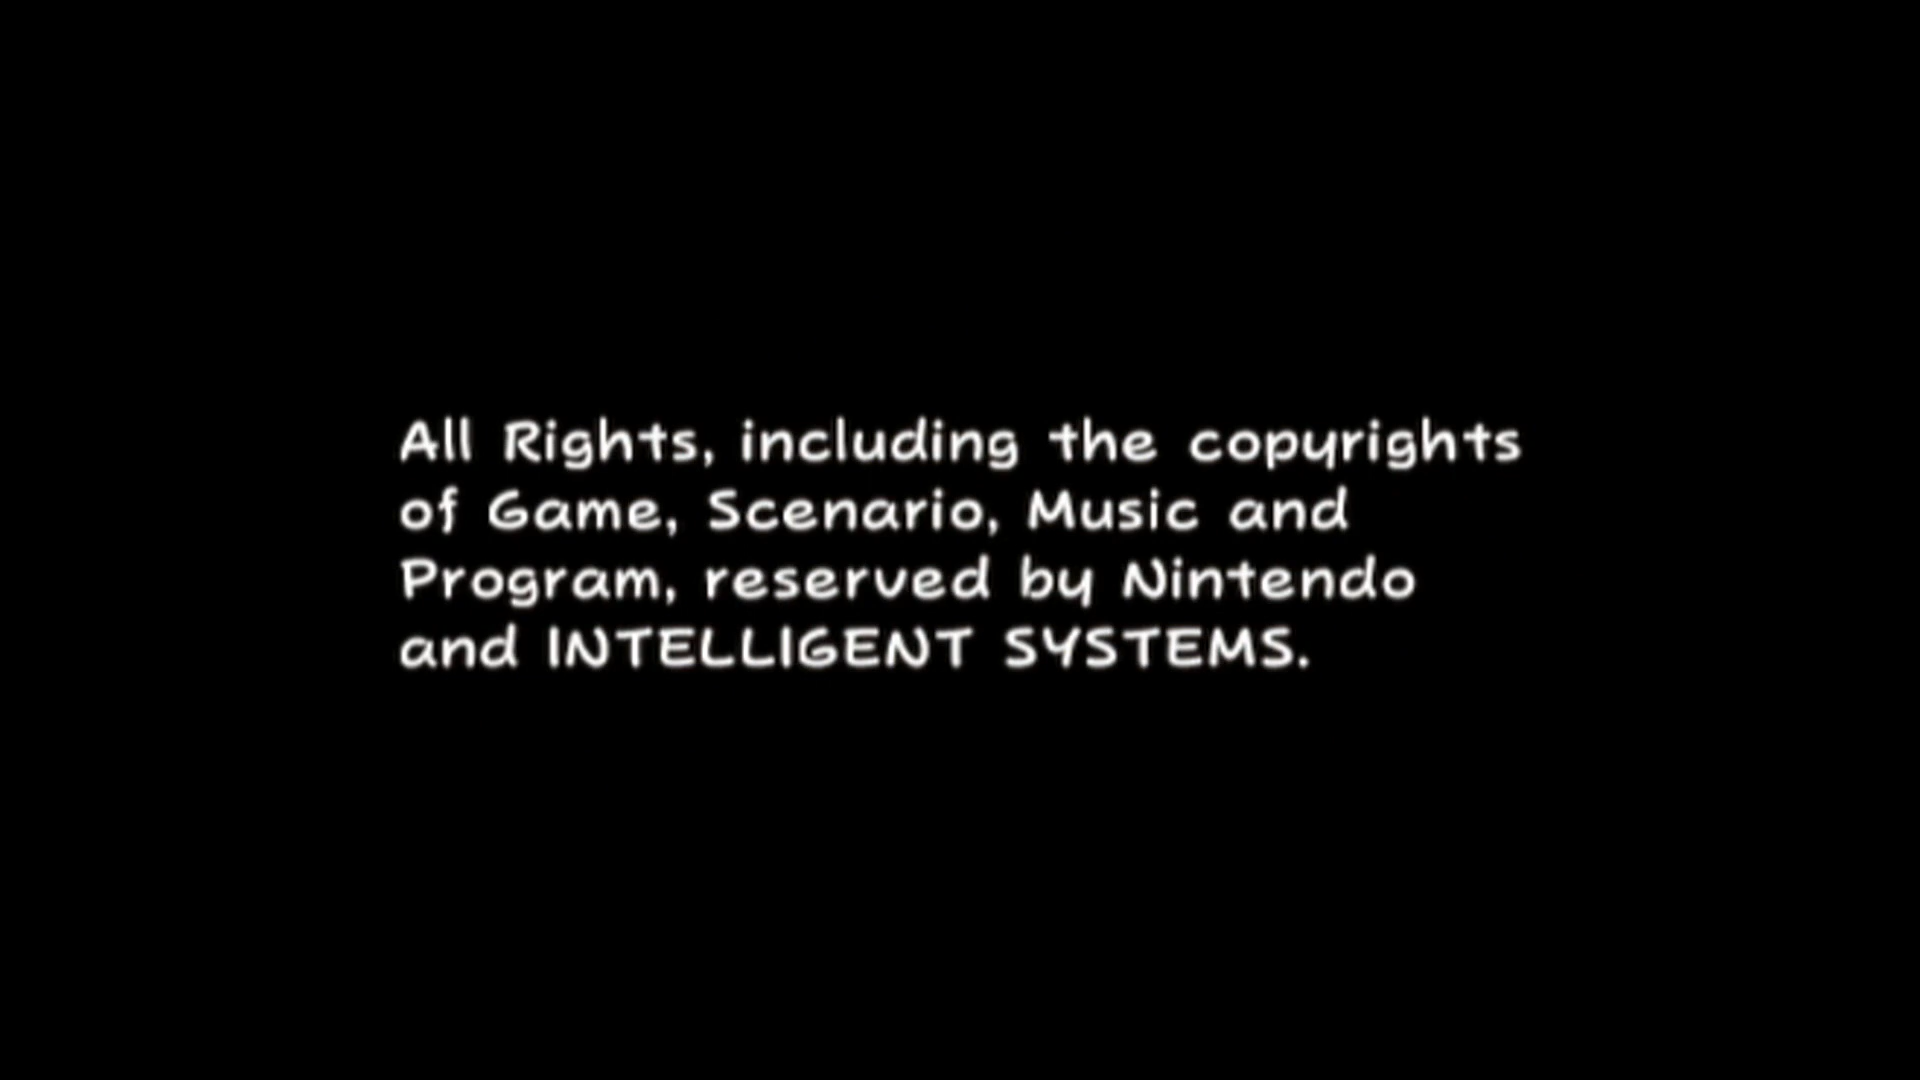 All Rights, including the copyrights
of Game, Scenario, Music and
Program, reserved by Nintendo
and INTELLIGENT SYSTEMS.